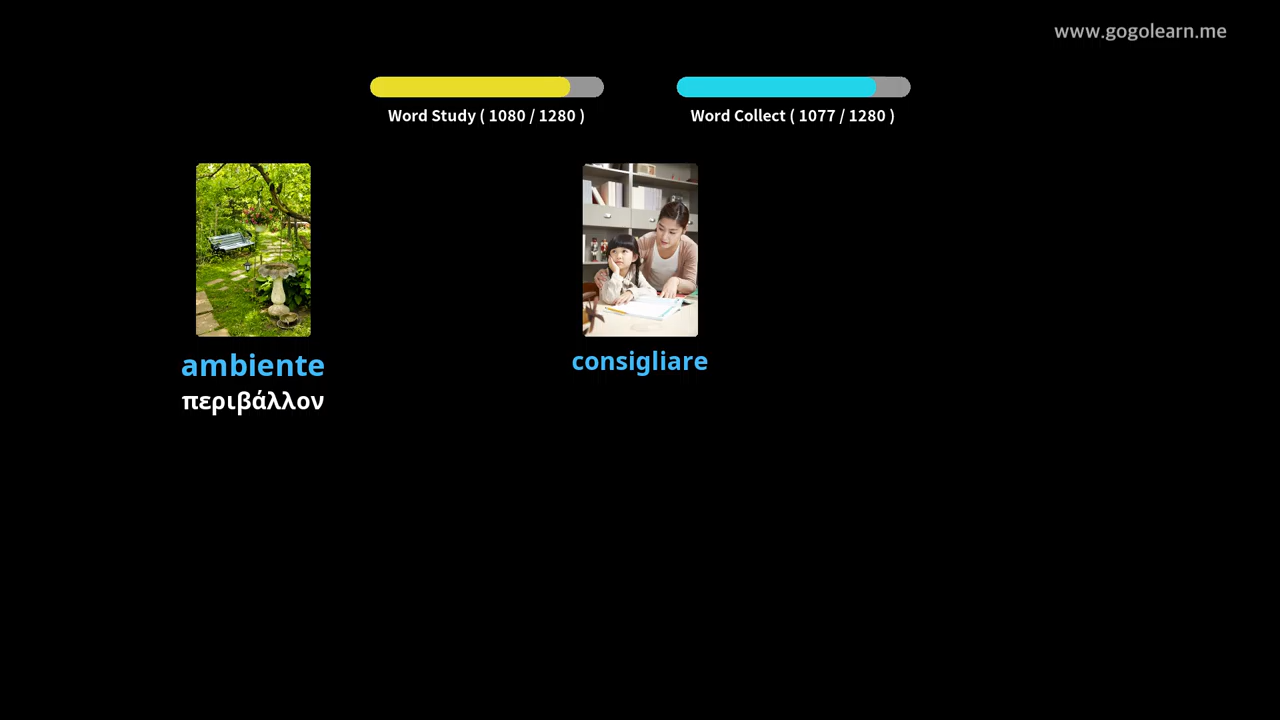 www.gogolearn.me
Word Study ( 1080 / 1280 )
Word Collect ( 1077 / 1280 )
ambiente
περιβάλλον
consigliare